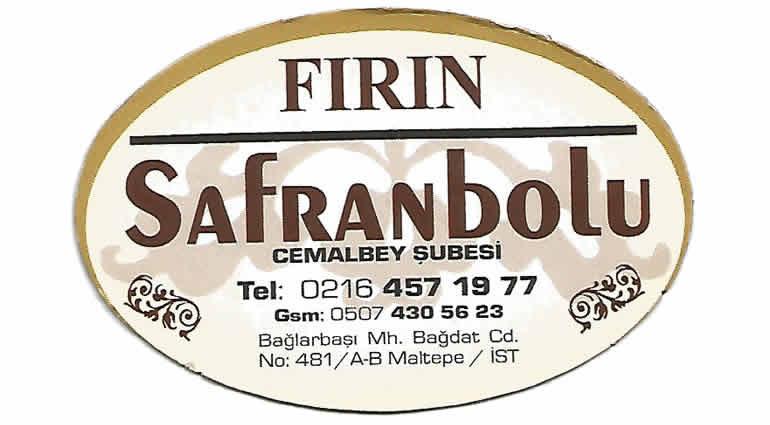 FIRIN
SAfRANbolu
CEMALBEY ŞUBESİ
Tel: 0216 457 19 77
Gsm: 0507 430 56 23
Bağlarbaşı Mh. Bağdat Cd.
No: 481/A-B Maltepe / İST